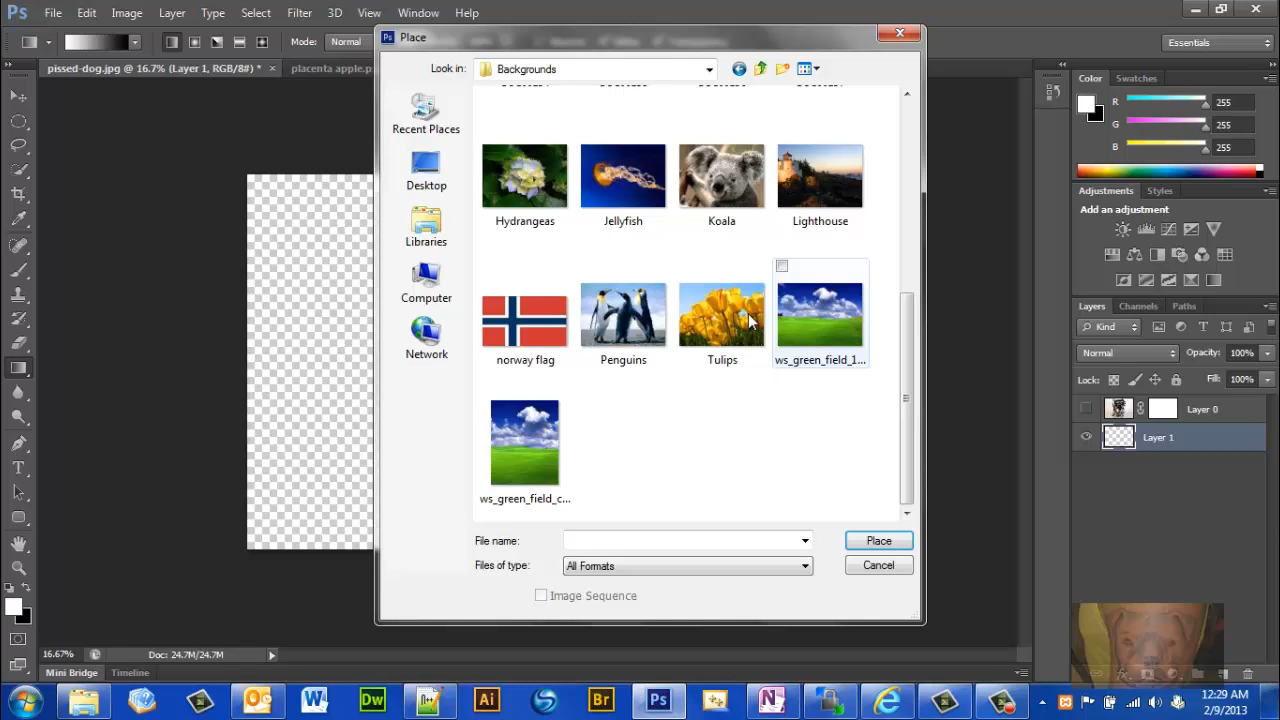 Ps File Edit Image Layer Type Select Filter 3D View Window Help
Mode: Normal
Essentials
pissed-dog.jpg @ 16.7% (Layer 1, RGB/8#) * ×
placenta apple.p
Place
Look in: Backgrounds
Recent Places
Desktop
Libraries
Computer
Network
Hydrangeas Jellyfish Koala Lighthouse
norway flag Penguins Tulips ws_green_field_1...
ws_green_field_c...
File name: Place
Files of type: All Formats Cancel
Image Sequence
Color Swatches
R 255
G 255
B 255
Adjustments Styles
Add an adjustment
Layers Channels Paths
Kind
Normal Opacity: 100%
Lock: Fill: 100%
Layer 0
Layer 1
16.67% Doc: 24.7M/24.7M
Mini Bridge Timeline
W Dw Ai Br Ps N
12:29 AM
2/9/2013